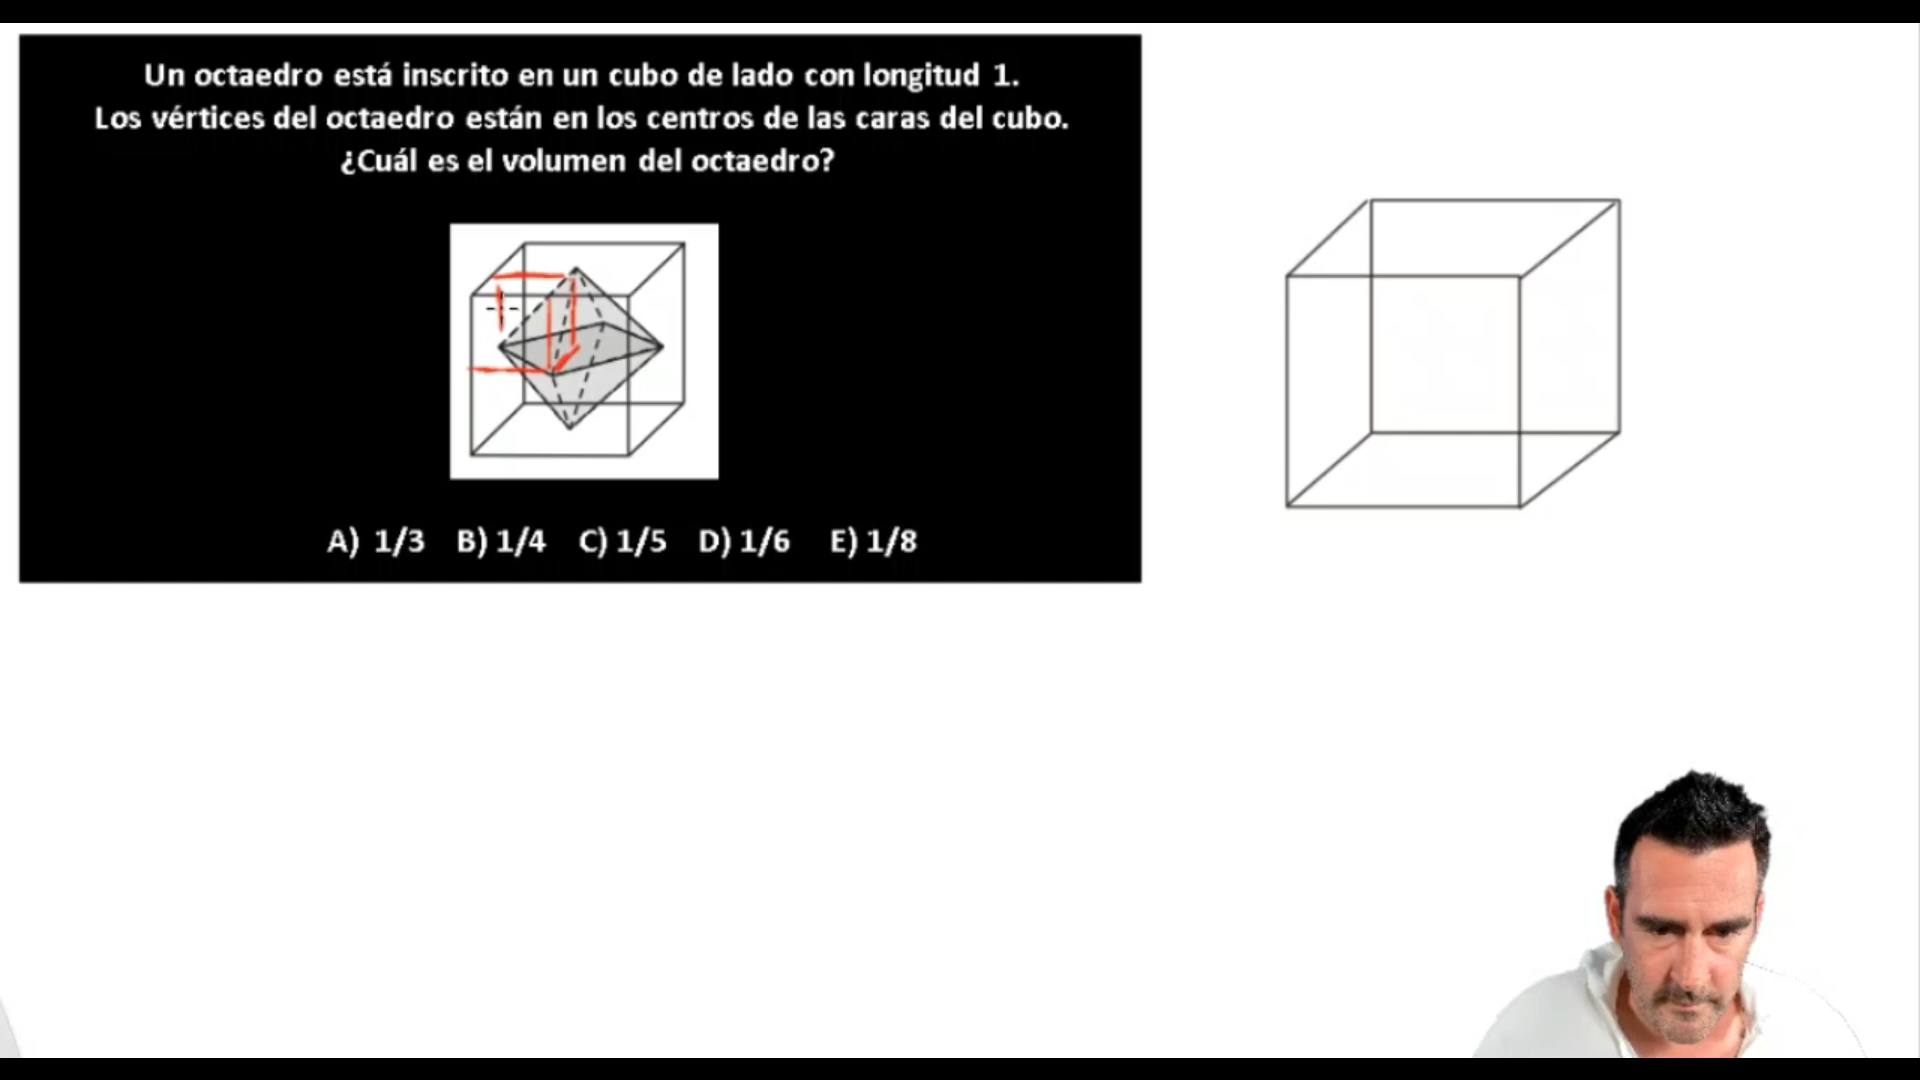 Un octaedro está inscrito en un cubo de lado con longitud 1.
Los vértices del octaedro están en los centros de las caras del cubo.
¿Cuál es el volumen del octaedro?
A) 1/3 B) 1/4 C) 1/5 D) 1/6 E) 1/8